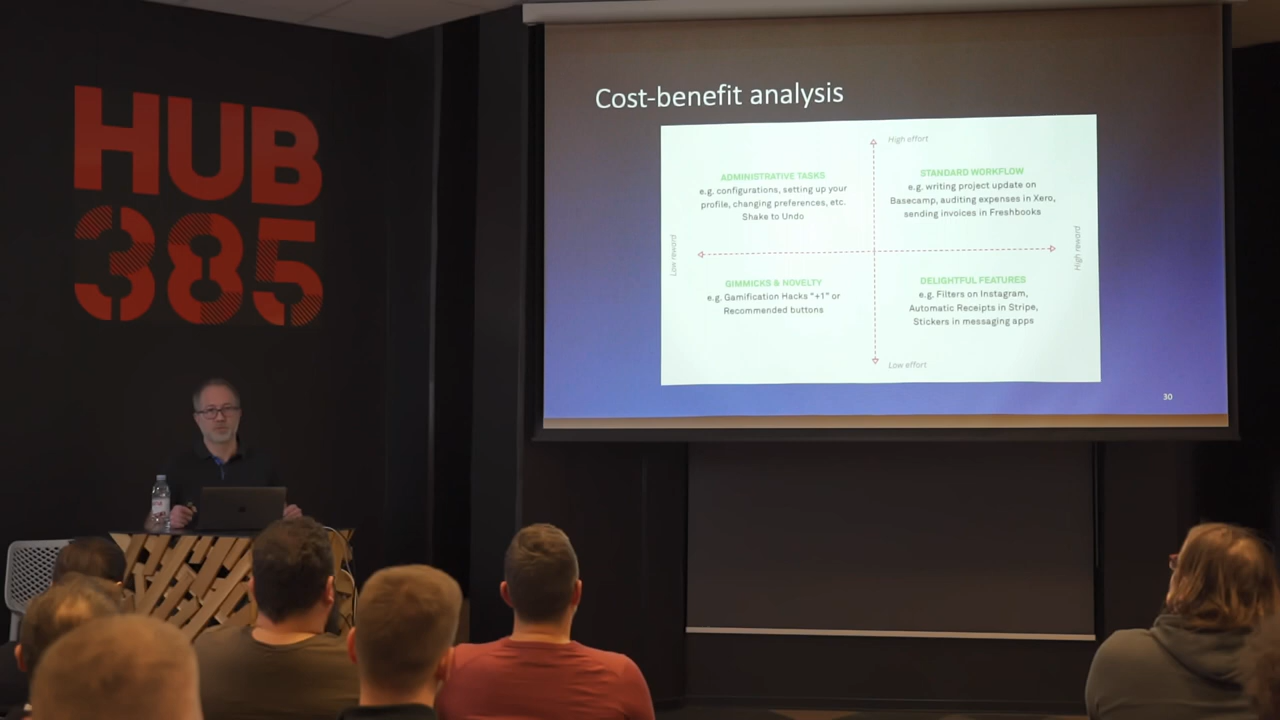 HUB
385
Cost-benefit analysis
High effort
ADMINISTRATIVE TASKS
e.g. configurations, setting up your
profile, changing preferences, etc.
Shake to Undo
STANDARD WORKFLOW
e.g. writing project update on
Basecamp, auditing expenses in Xero,
sending invoices in Freshbooks
Low reward
High reward
GIMMICKS & NOVELTY
e.g. Gamification Hacks "+1" or
Recommended buttons
DELIGHTFUL FEATURES
e.g. Filters on Instagram,
Automatic Receipts in Stripe,
Stickers in messaging apps
Low effort
30